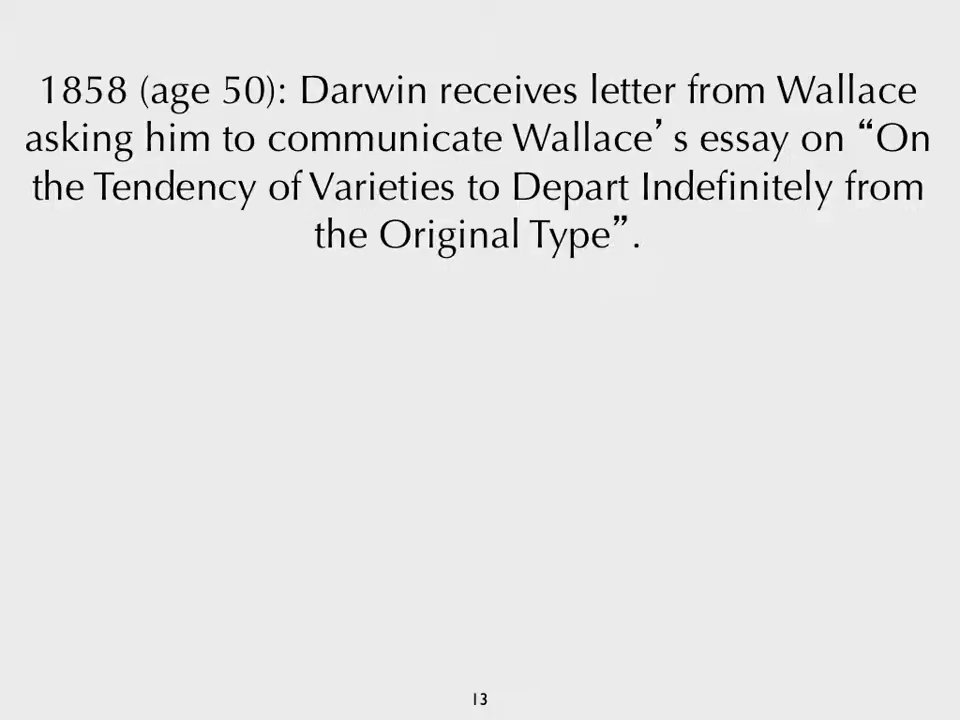 1858 (age 50): Darwin receives letter from Wallace
asking him to communicate Wallace’ s essay on “On
the Tendency of Varieties to Depart Indefinitely from
the Original Type”.
13